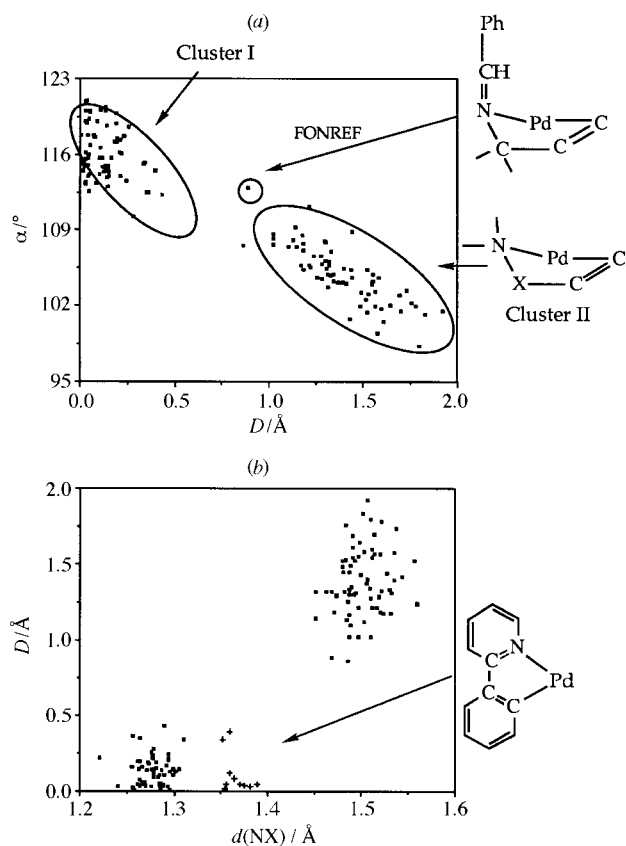 (a)
Cluster I
123
116
109
102
95
α/°
0.0
0.5
1.0
1.5
2.0
D/Å
FONREF
Ph
CH
N
Pd
C
C
C
N
Pd
C
X
C
Cluster II
(b)
2.0
1.5
1.0
0.5
0.0
D/Å
1.2
1.3
1.4
1.5
1.6
d(NX) / Å
C
N
Pd
C
C